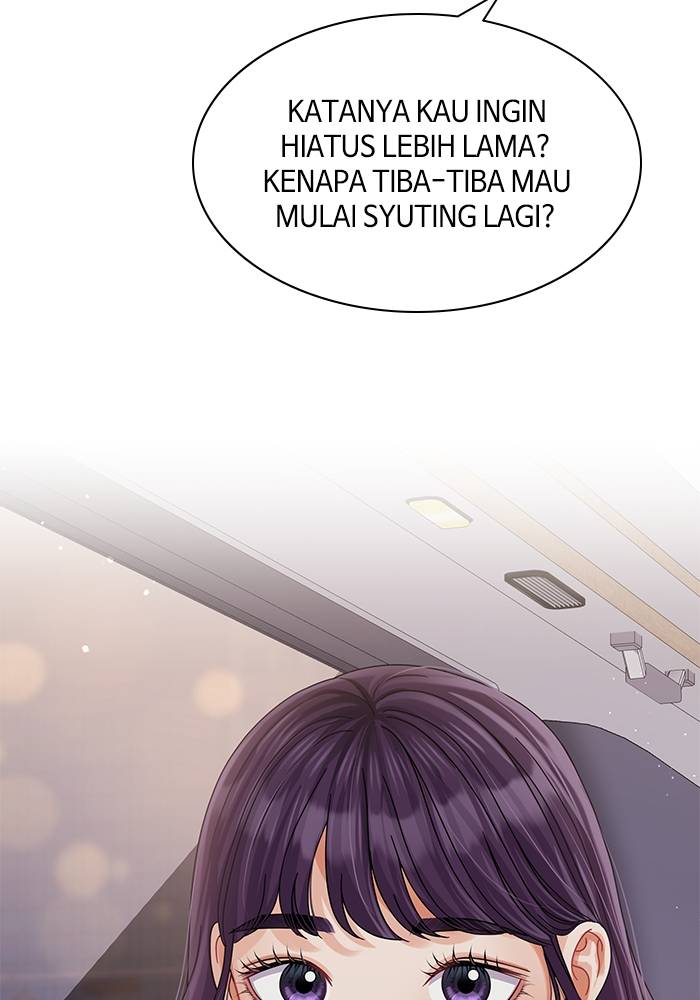 KATANYA KAU INGIN
HIATUS LEBIH LAMA?
KENAPA TIBA-TIBA MAU
MULAI SYUTING LAGI?